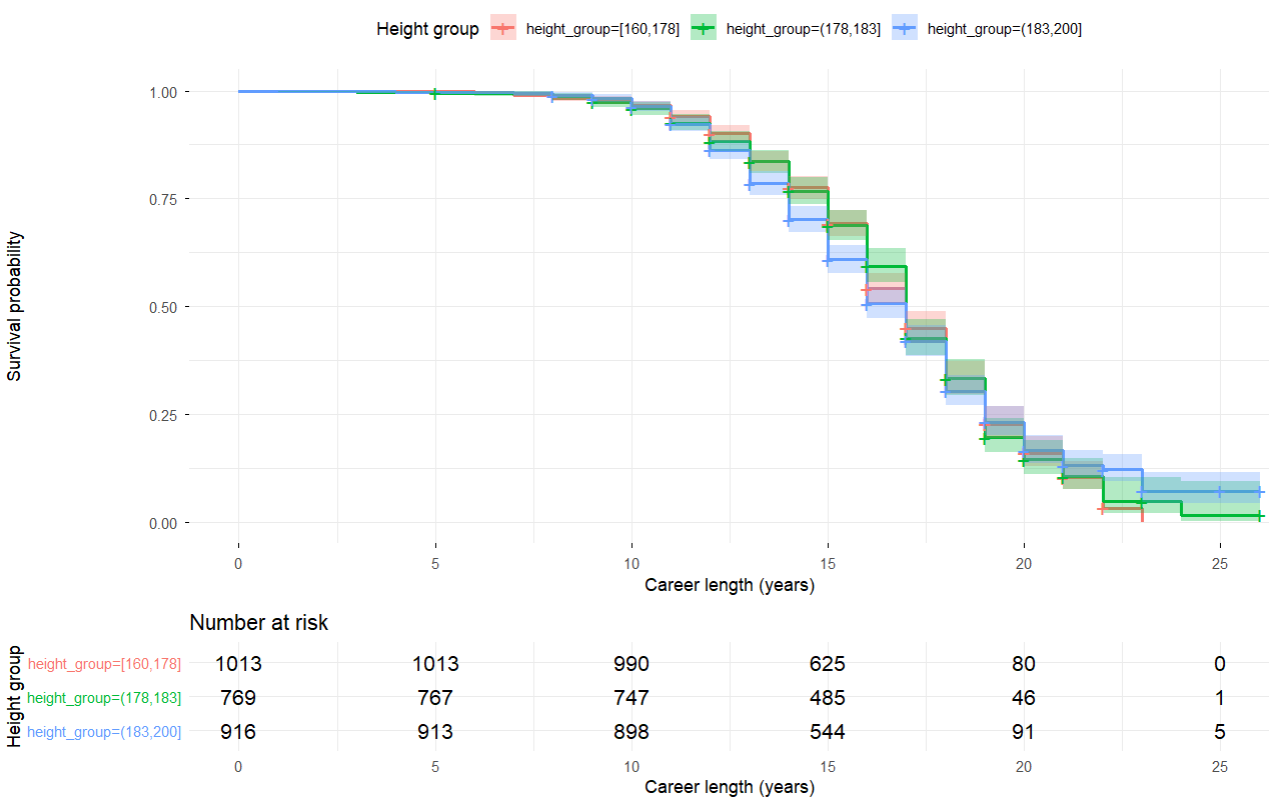 Height group height_group=[160,178] height_group=(178,183] height_group=(183,200]
1.00
0.75
0.50
0.25
0.00
Survival probability
0 5 10 15 20 25
Career length (years)
Number at risk
Height group
height_group=[160,178] 1013 1013 990 625 80 0
height_group=(178,183] 769 767 747 485 46 1
height_group=(183,200] 916 913 898 544 91 5
0 5 10 15 20 25
Career length (years)